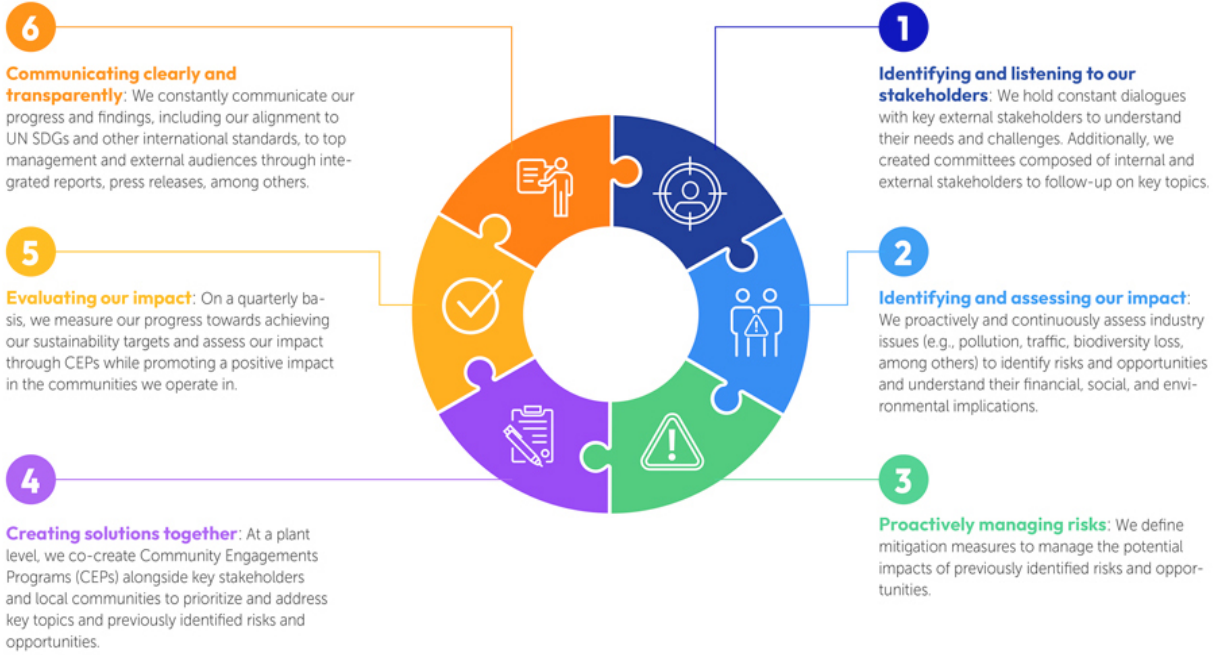 1
Identifying and listening to our
stakeholders: We hold constant dialogues
with key external stakeholders to understand
their needs and challenges. Additionally, we
created committees composed of internal and
external stakeholders to follow-up on key topics.
2
Identifying and assessing our impact:
We proactively and continuously assess industry
issues (e.g., pollution, traffic, biodiversity loss,
among others) to identify risks and opportunities
and understand their financial, social, and envi-
ronmental implications.
3
Proactively managing risks: We define
mitigation measures to manage the potential
impacts of previously identified risks and oppor-
tunities.
4
Creating solutions together: At a plant
level, we co-create Community Engagements
Programs (CEPs) alongside key stakeholders
and local communities to prioritize and address
key topics and previously identified risks and
opportunities.
5
Evaluating our impact: On a quarterly ba-
sis, we measure our progress towards achieving
our sustainability targets and assess our impact
through CEPs while promoting a positive impact
in the communities we operate in.
6
Communicating clearly and
transparently: We constantly communicate our
progress and findings, including our alignment to
UN SDGs and other international standards, to top
management and external audiences through inte-
grated reports, press releases, among others.